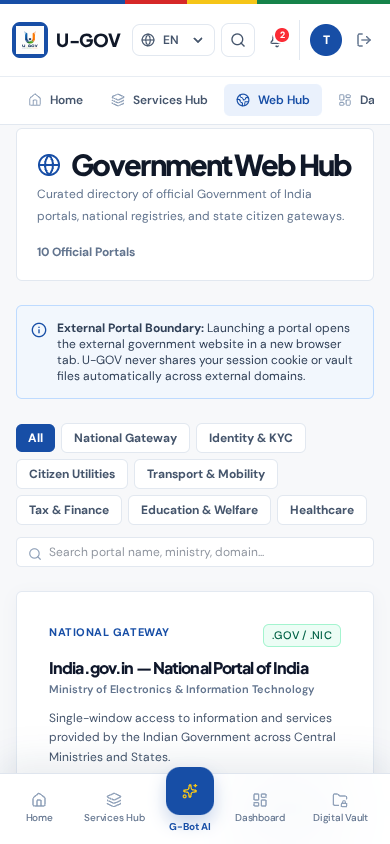 U-GOV
U-GOV
EN
2
T
Home
Services Hub
Web Hub
Da
Government Web Hub
Curated directory of official Government of India
portals, national registries, and state citizen gateways.
10 Official Portals
External Portal Boundary: Launching a portal opens
the external government website in a new browser
tab. U-GOV never shares your session cookie or vault
files automatically across external domains.
All
National Gateway
Identity & KYC
Citizen Utilities
Transport & Mobility
Tax & Finance
Education & Welfare
Healthcare
Search portal name, ministry, domain...
NATIONAL GATEWAY
.GOV / .NIC
India.gov.in — National Portal of India
Ministry of Electronics & Information Technology
Single-window access to information and services
provided by the Indian Government across Central
Ministries and States.
Home
Services Hub
G-Bot AI
Dashboard
Digital Vault